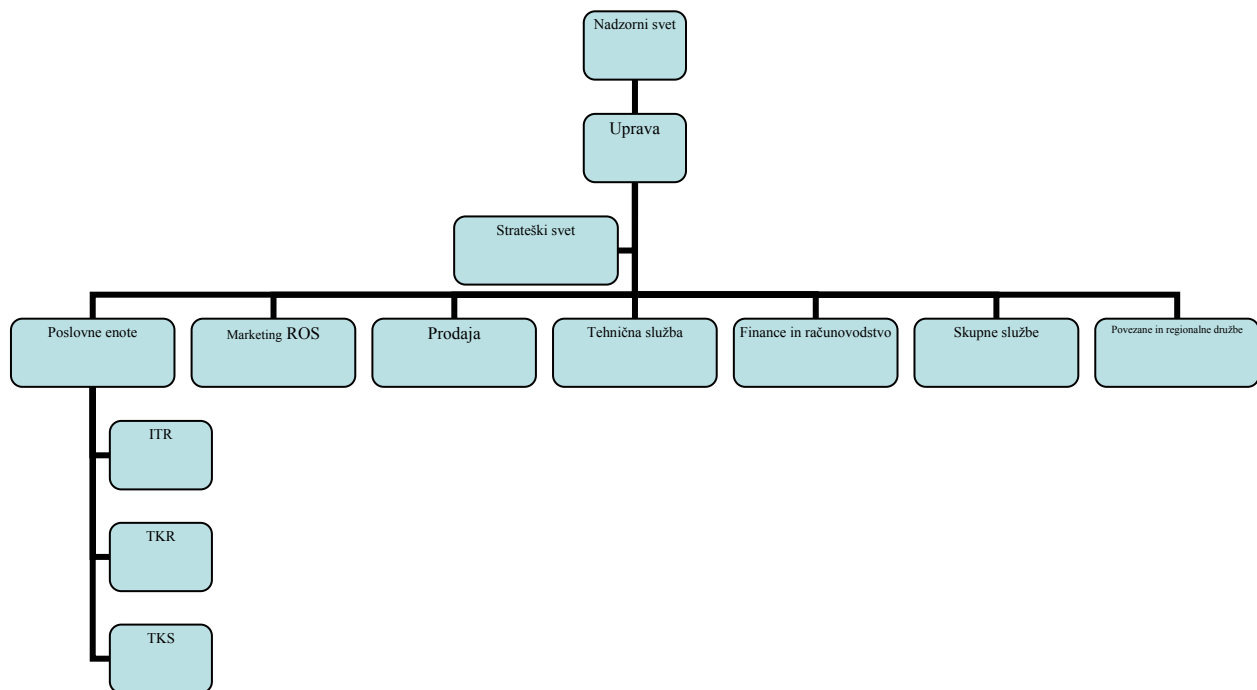 Nadzorni svet
Uprava
Strateški svet
Poslovne enote
Marketing ROS
Prodaja
Tehnična služba
Finance in računovodstvo
Skupne službe
Povezane in regionalne družbe
ITR
TKR
TKS